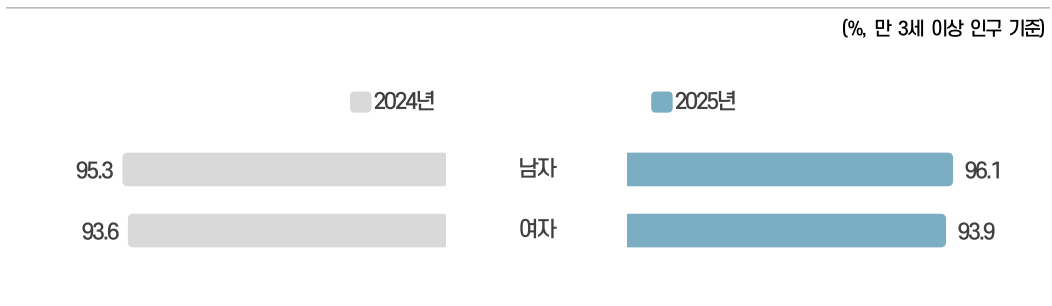 (%, 만 3세 이상 인구 기준)
2024년 2025년
95.3 남자 96.1
93.6 여자 93.9